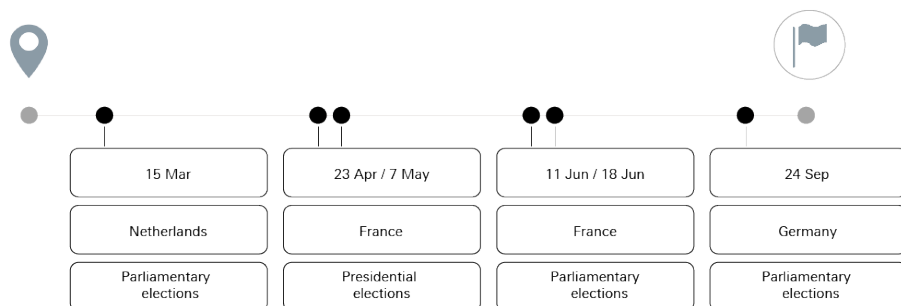 15 Mar
23 Apr / 7 May
11 Jun / 18 Jun
24 Sep
Netherlands
France
France
Germany
Parliamentary
elections
Presidential
elections
Parliamentary
elections
Parliamentary
elections